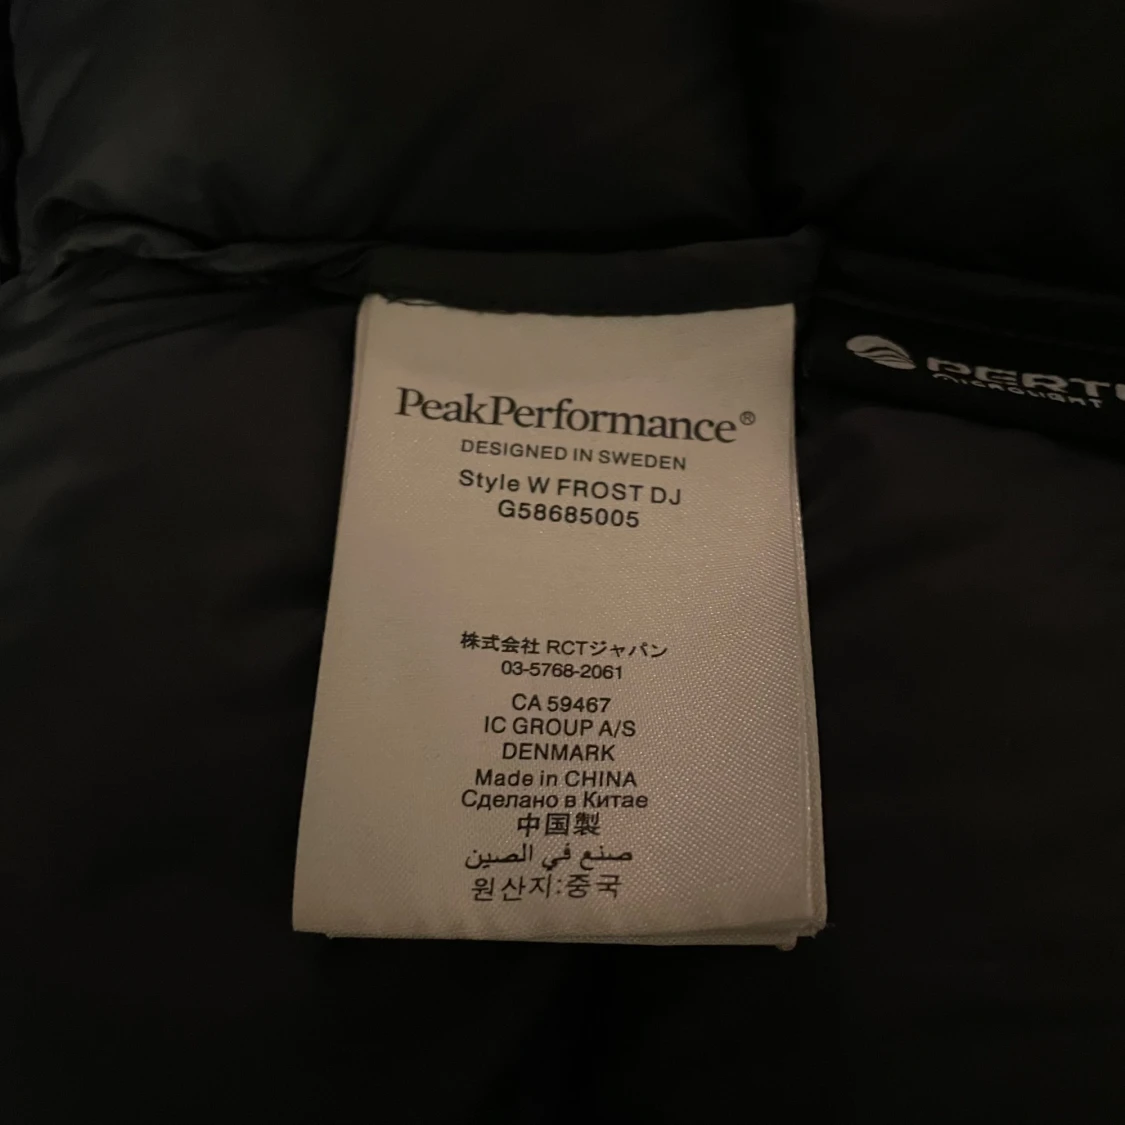 PeakPerformance®
DESIGNED IN SWEDEN
Style W FROST DJ
G58685005
株式会社 RCTジャパン
03-5768-2061
CA 59467
IC GROUP A/S
DENMARK
Made in CHINA
Сделано в Китае
中国製
صنع في الصين
원산지:중국
MICROLIGHT